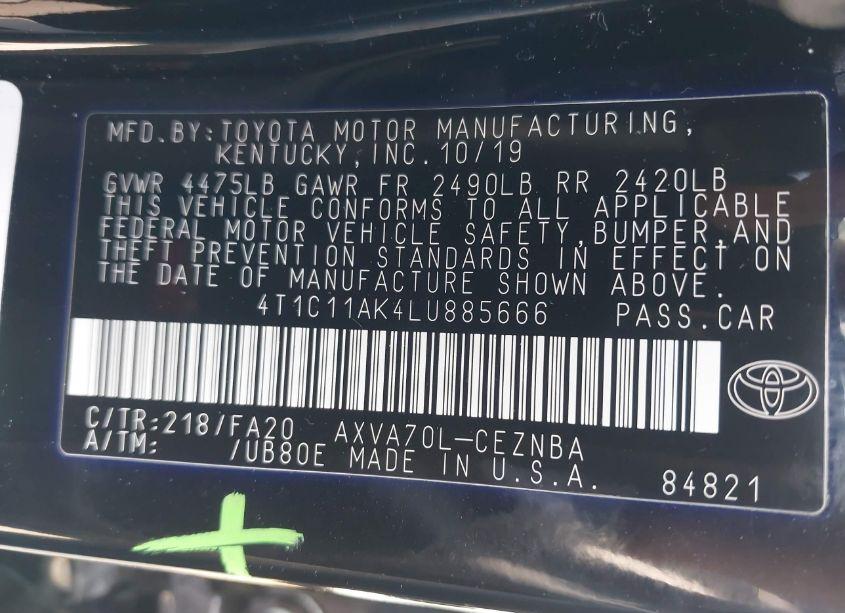 MFD.BY:TOYOTA MOTOR MANUFACTURING,
KENTUCKY,INC.10/19
GVWR 4475LB GAWR FR 2490LB RR 2420LB
THIS VEHICLE CONFORMS TO ALL APPLICABLE
FEDERAL MOTOR VEHICLE SAFETY,BUMPER,AND
THEFT PREVENTION STANDARDS IN EFFECT ON
THE DATE OF MANUFACTURE SHOWN ABOVE.
4T1C11AK4LU885666 PASS.CAR
C/TR:218/FA20 AXVA70L-CEZNBA
A/TM: /UB80E MADE IN U.S.A. 84821